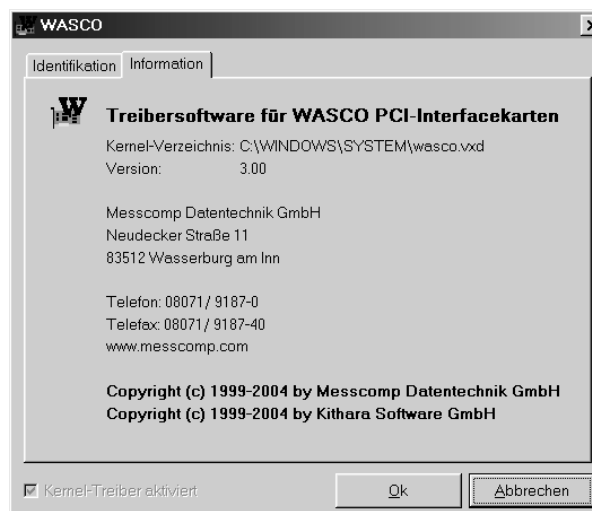 WASCO
Identifikation Information
W
Treibersoftware für WASCO PCI-Interfacekarten
Kernel-Verzeichnis: C:\WINDOWS\SYSTEM\wasco.vxd
Version: 3.00
Messcomp Datentechnik GmbH
Neudecker Straße 11
83512 Wasserburg am Inn
Telefon: 08071/ 9187-0
Telefax: 08071/ 9187-40
www.messcomp.com
Copyright (c) 1999-2004 by Messcomp Datentechnik GmbH
Copyright (c) 1999-2004 by Kithara Software GmbH
Kernel-Treiber aktiviert Ok Abbrechen